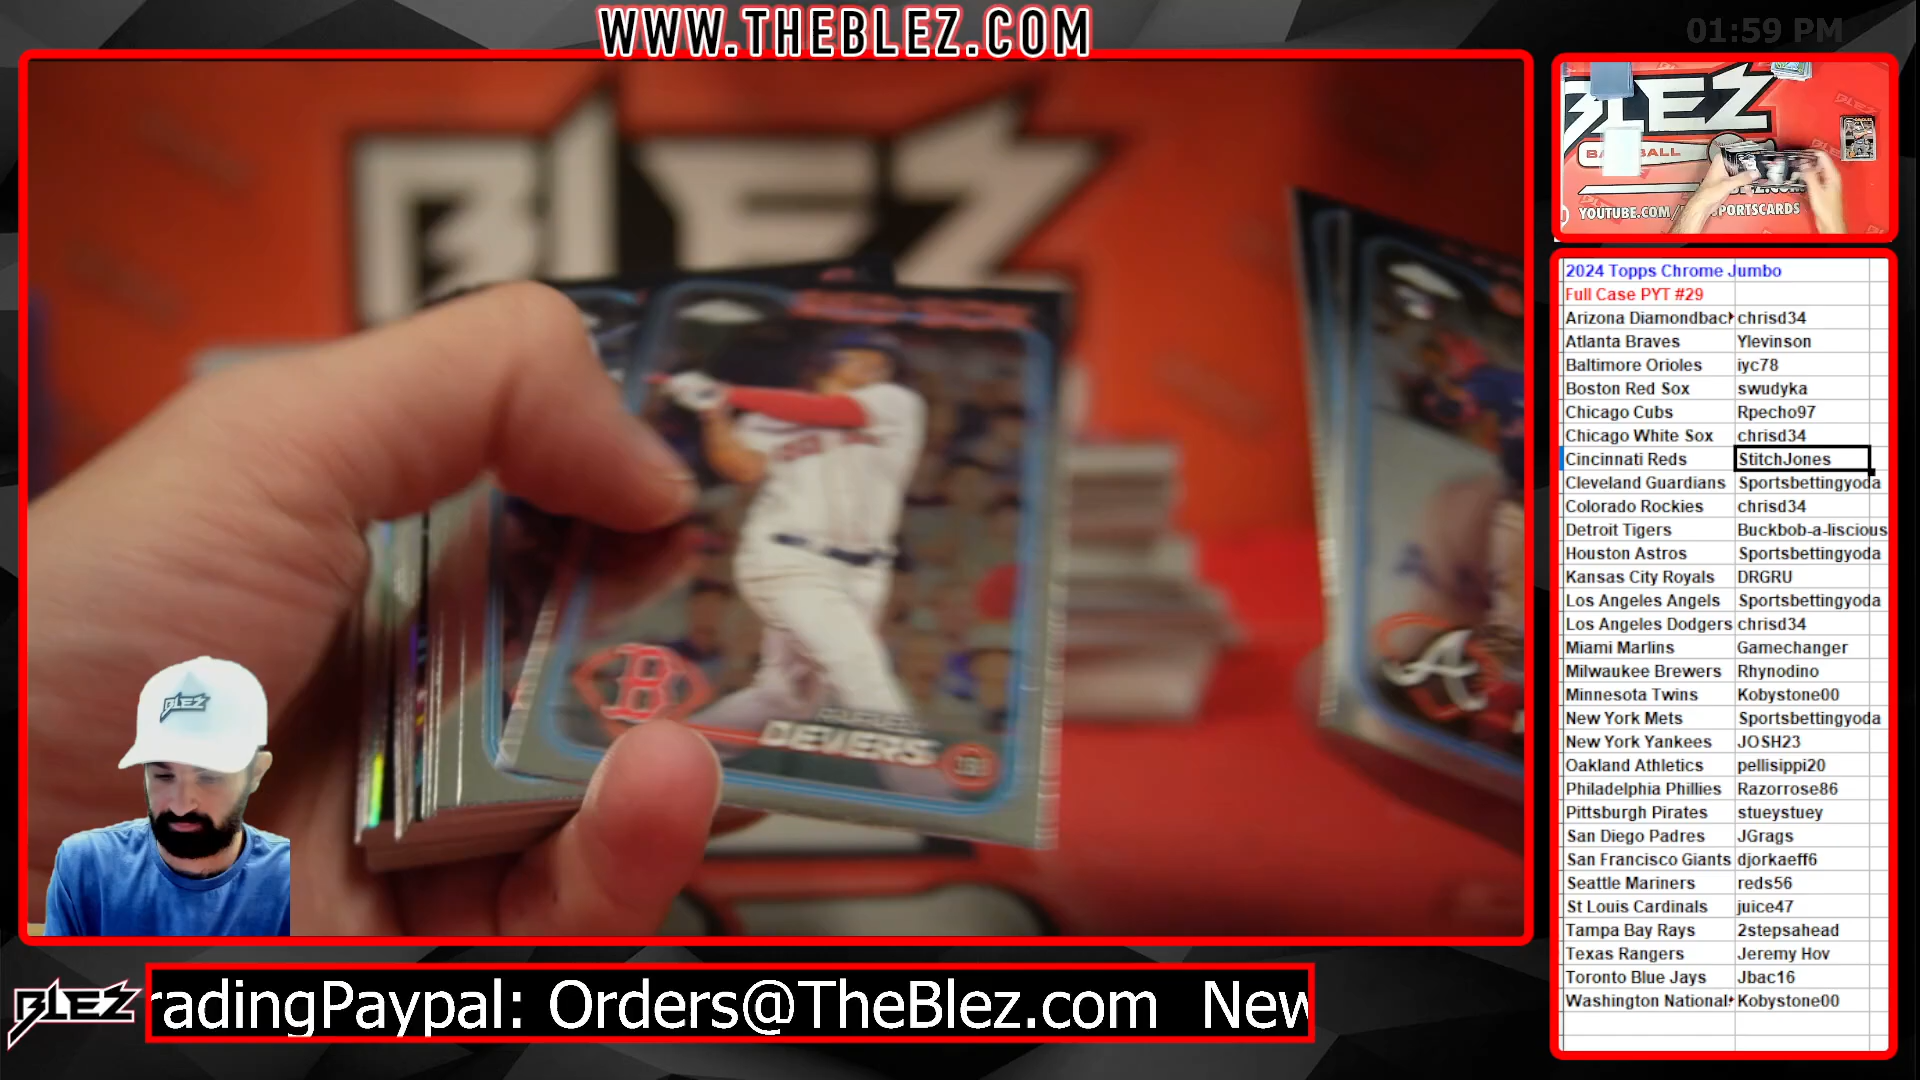 WWW.THEBLEZ.COM
01:59 PM
BLEZ
RED SOX
B
DEVERS
A
BLEZ
BLEZ
YOUTUBE.COM/
SPORTSCARDS
2024 Topps Chrome Jumbo
Full Case PYT #29
Arizona Diamondbac chrisd34
Atlanta Braves Ylevinson
Baltimore Orioles iyc78
Boston Red Sox swudyka
Chicago Cubs Rpecho97
Chicago White Sox chrisd34
Cincinnati Reds StitchJones
Cleveland Guardians Sportsbettingyoda
Colorado Rockies chrisd34
Detroit Tigers Buckbob-a-liscious
Houston Astros Sportsbettingyoda
Kansas City Royals DRGRU
Los Angeles Angels Sportsbettingyoda
Los Angeles Dodgers chrisd34
Miami Marlins Gamechanger
Milwaukee Brewers Rhynodino
Minnesota Twins Kobystone00
New York Mets Sportsbettingyoda
New York Yankees JOSH23
Oakland Athletics pellisippi20
Philadelphia Phillies Razorrose86
Pittsburgh Pirates stueystuey
San Diego Padres JGrags
San Francisco Giants djorkaeff6
Seattle Mariners reds56
St Louis Cardinals juice47
Tampa Bay Rays 2stepsahead
Texas Rangers Jeremy Hov
Toronto Blue Jays Jbac16
Washington National Kobystone00
BLEZ
radingPaypal: Orders@TheBlez.com New